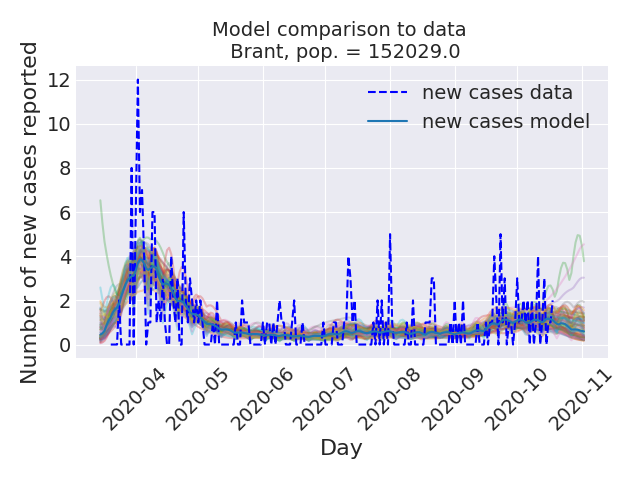 Model comparison to data
Brant, pop. = 152029.0
Number of new cases reported
12
10
8
6
4
2
0
new cases data
new cases model
2020-04
2020-05
2020-06
2020-07
2020-08
2020-09
2020-10
2020-11
Day